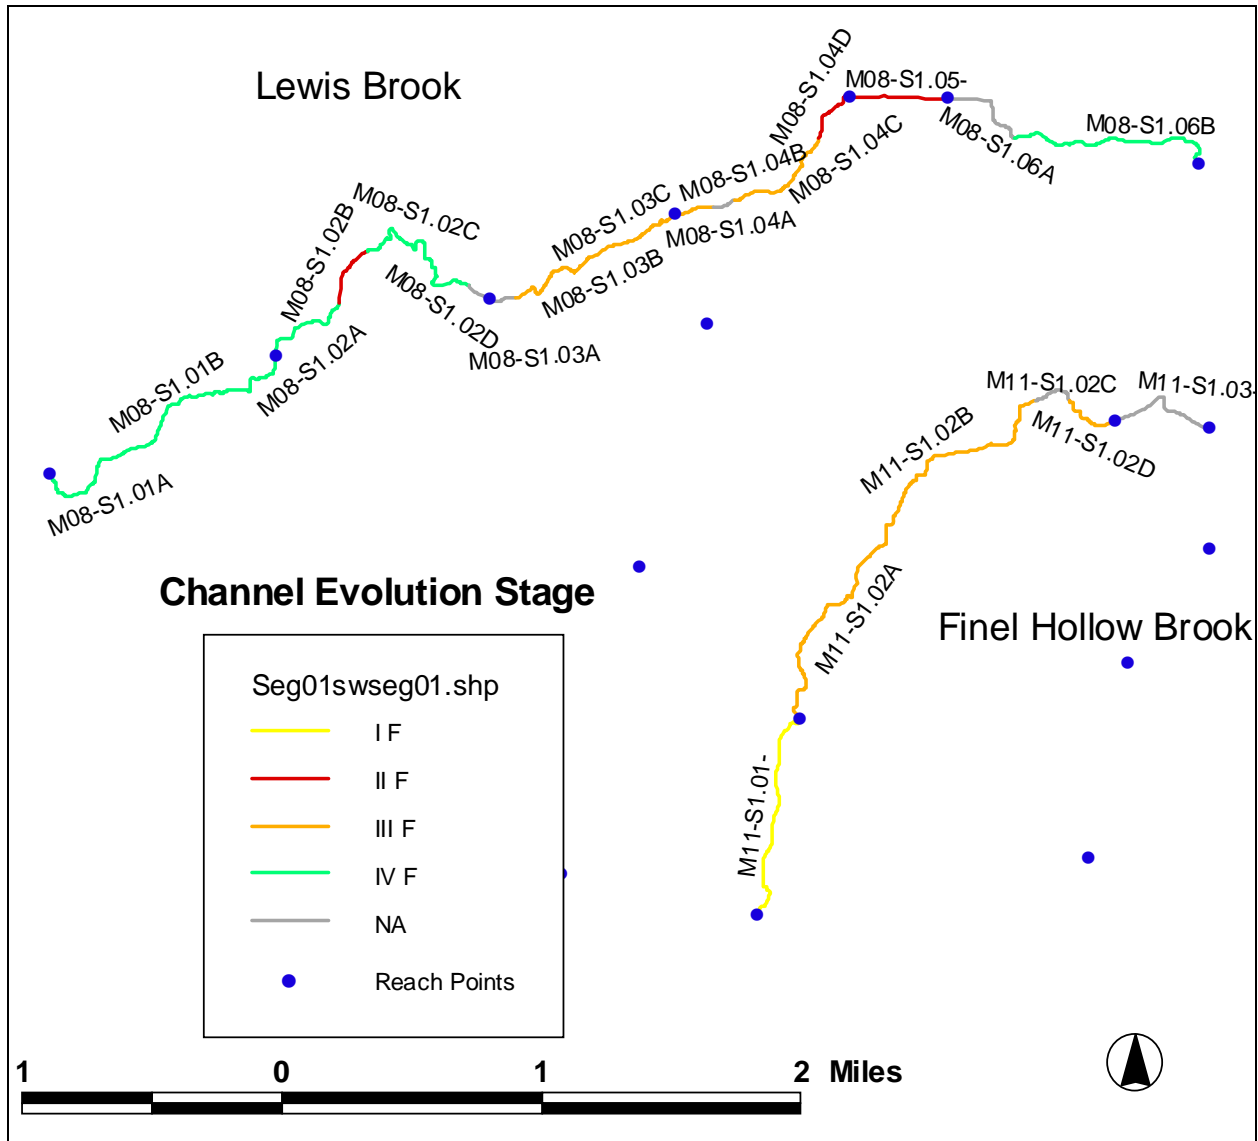 Lewis Brook
M08-S1.04D
M08-S1.05-
M08-S1.06B
M08-S1.06A
M08-S1.04C
M08-S1.04B
M08-S1.04A
M08-S1.03C
M08-S1.03B
M08-S1.02C
M08-S1.02B
M08-S1.02D
M08-S1.03A
M08-S1.02A
M08-S1.01B
M08-S1.01A
M11-S1.02C
M11-S1.03-
M11-S1.02D
M11-S1.02B
M11-S1.02A
Finel Hollow Brook
M11-S1.01-
Channel Evolution Stage
Seg01swseg01.shp
I F
II F
III F
IV F
NA
Reach Points
1 0 1 2 Miles